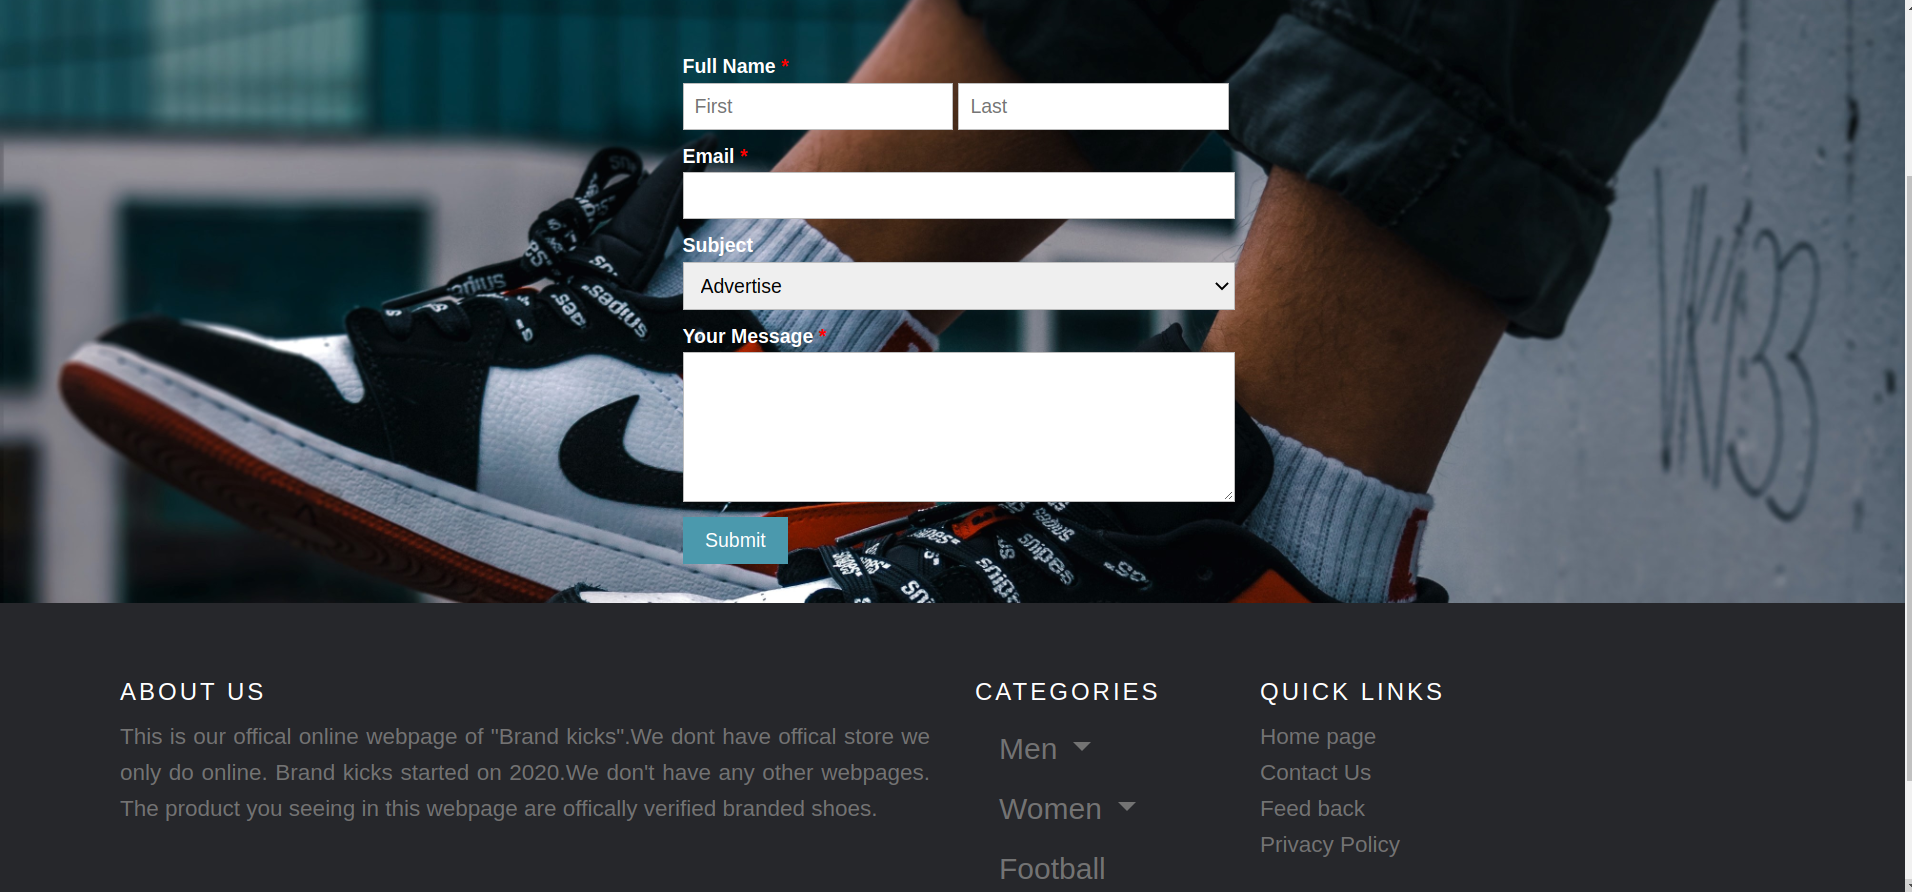 Full Name *
First Last
Email *
Subject
Advertise
Your Message *
Submit
snipes
snipes
snipes
ABOUT US
This is our offical online webpage of "Brand kicks".We dont have offical store we
only do online. Brand kicks started on 2020.We don't have any other webpages.
The product you seeing in this webpage are offically verified branded shoes.
CATEGORIES
Men
Women
Football
QUICK LINKS
Home page
Contact Us
Feed back
Privacy Policy